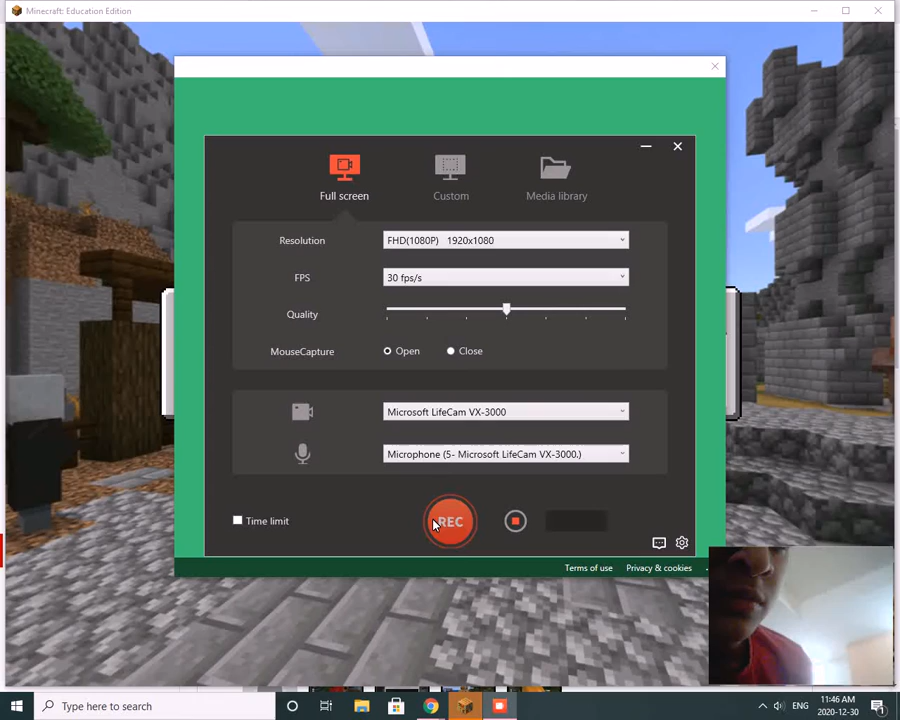 Minecraft: Education Edition
Full screen
Custom
Media library
Resolution
FHD(1080P) 1920x1080
FPS
30 fps/s
Quality
MouseCapture
Open
Close
Microsoft LifeCam VX-3000
Microphone (5- Microsoft LifeCam VX-3000.)
Time limit
REC
Terms of use
Privacy & cookies
Type here to search
ENG
11:46 AM
2020-12-30
1